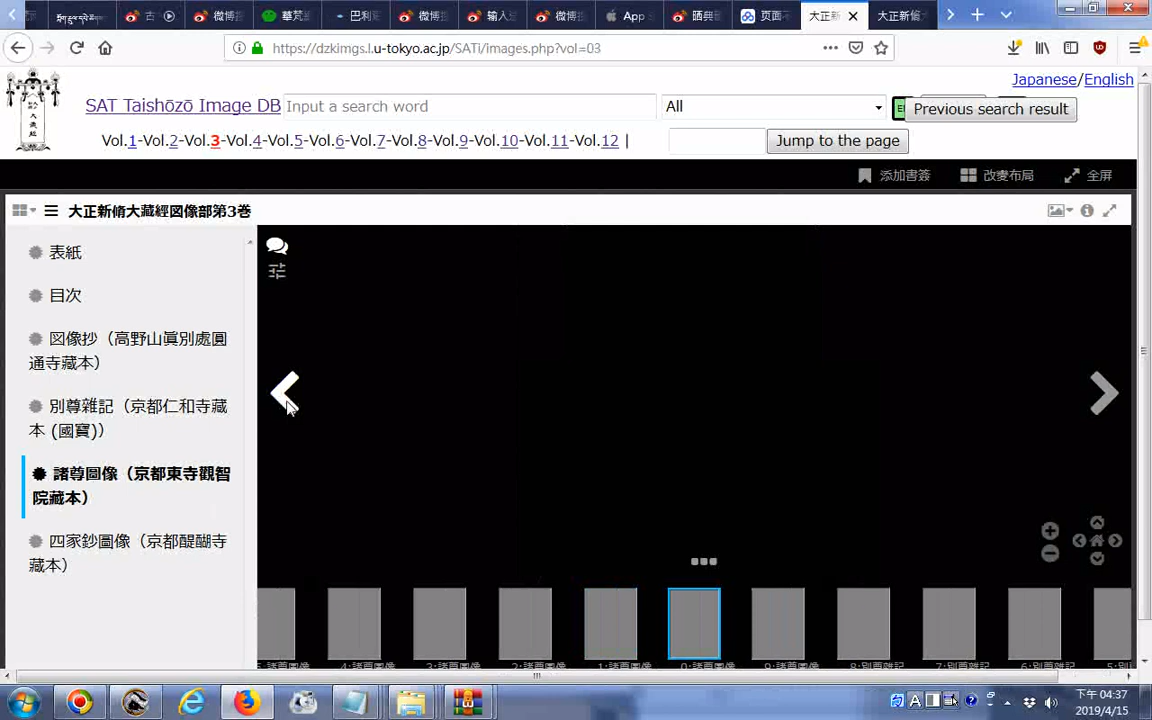 古
微博搜
華梵
巴利
微博
输入
微博
App
晒典
页面
大正新
大正新脩大
https://dzkimgs.l.u-tokyo.ac.jp/SATi/images.php?vol=03
Japanese/English
SAT Taishōzō Image DB Input a search word All Previous search result
Vol.1-Vol.2-Vol.3-Vol.4-Vol.5-Vol.6-Vol.7-Vol.8-Vol.9-Vol.10-Vol.11-Vol.12 | Jump to the page
添加書簽 改變布局 全屏
大正新脩大藏經図像部第3巻
表紙
目次
図像抄（高野山眞別處圓
通寺藏本）
別尊雜記（京都仁和寺藏
本 (國寶)）
諸尊圖像（京都東寺觀智
院藏本）
四家鈔圖像（京都醍醐寺
藏本）
下午 04:37
2019/4/15